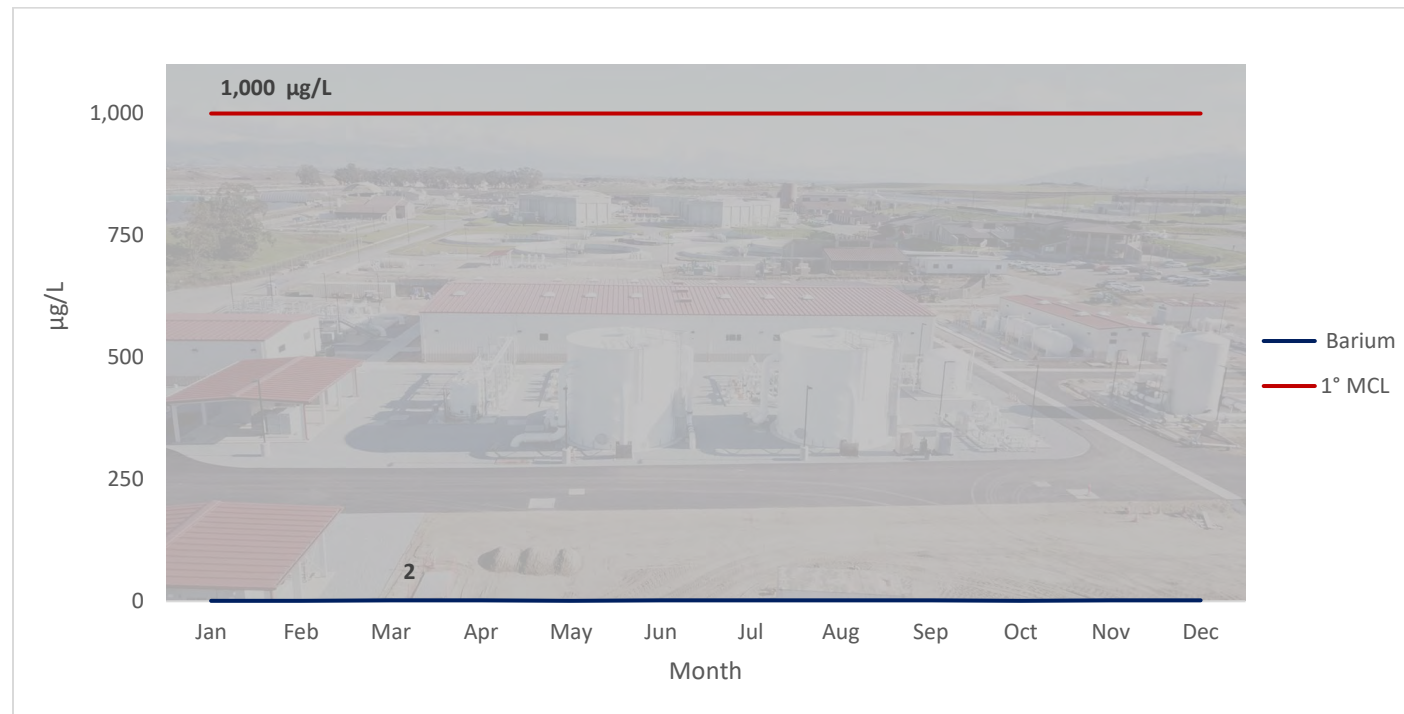 1,000 µg/L
1,000
750
500
250
0
µg/L
2
Jan Feb Mar Apr May Jun Jul Aug Sep Oct Nov Dec
Month
Barium
1° MCL